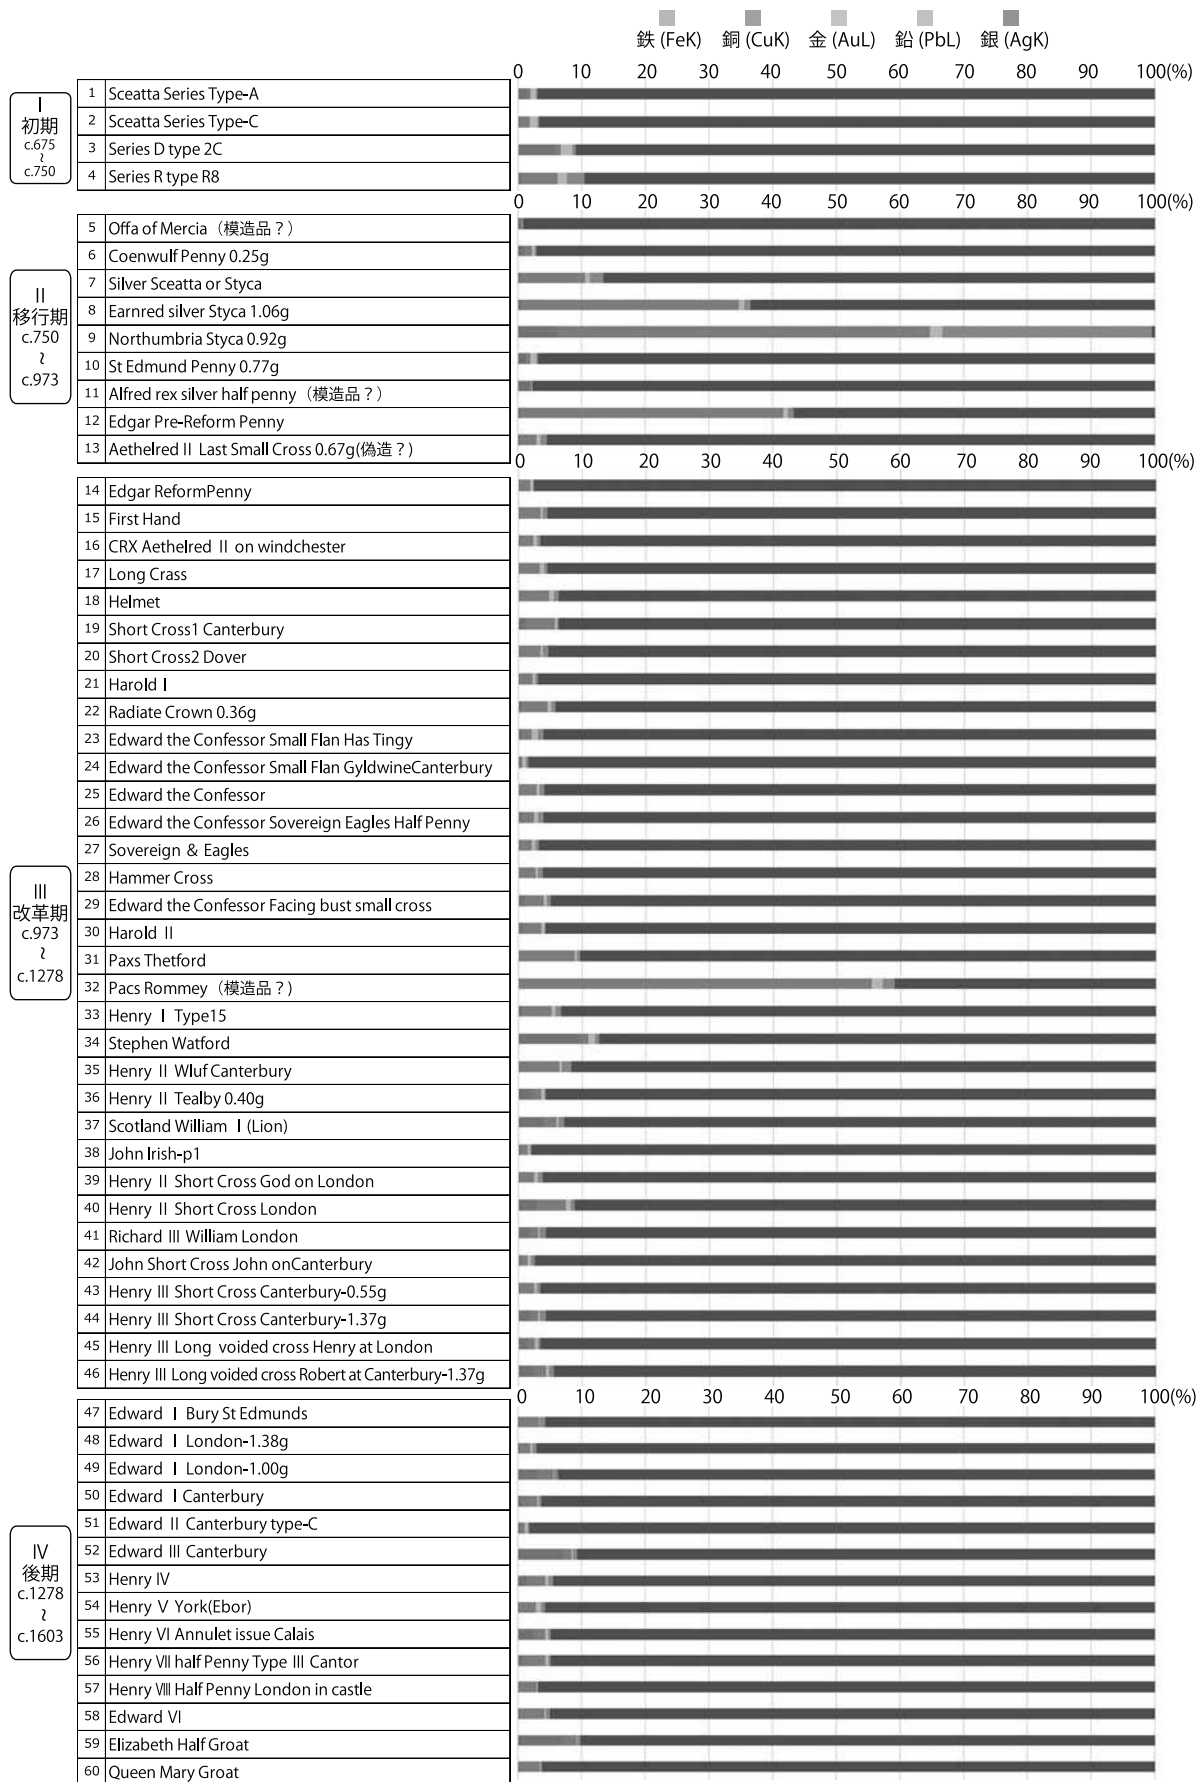 鉄 (FeK) 銅 (CuK) 金 (AuL) 鉛 (PbL) 銀 (AgK)
0 10 20 30 40 50 60 70 80 90 100(%)
Ⅰ
初期
c.675
~
c.750
1 Sceatta Series Type-A
2 Sceatta Series Type-C
3 Series D type 2C
4 Series R type R8
0 10 20 30 40 50 60 70 80 90 100(%)
Ⅱ
移行期
c.750
~
c.973
5 Offa of Mercia（模造品？）
6 Coenwulf Penny 0.25g
7 Silver Sceatta or Styca
8 Earnred silver Styca 1.06g
9 Northumbria Styca 0.92g
10 St Edmund Penny 0.77g
11 Alfred rex silver half penny（模造品？）
12 Edgar Pre-Reform Penny
13 Aethelred Ⅱ Last Small Cross 0.67g(偽造？)
0 10 20 30 40 50 60 70 80 90 100(%)
Ⅲ
改革期
c.973
~
c.1278
14 Edgar ReformPenny
15 First Hand
16 CRX Aethelred Ⅱ on windchester
17 Long Crass
18 Helmet
19 Short Cross1 Canterbury
20 Short Cross2 Dover
21 Harold Ⅰ
22 Radiate Crown 0.36g
23 Edward the Confessor Small Flan Has Tingy
24 Edward the Confessor Small Flan GyldwineCanterbury
25 Edward the Confessor
26 Edward the Confessor Sovereign Eagles Half Penny
27 Sovereign & Eagles
28 Hammer Cross
29 Edward the Confessor Facing bust small cross
30 Harold Ⅱ
31 Paxs Thetford
32 Pacs Rommey（模造品？)
33 Henry Ⅰ Type15
34 Stephen Watford
35 Henry Ⅱ Wluf Canterbury
36 Henry Ⅱ Tealby 0.40g
37 Scotland William Ⅰ (Lion)
38 John Irish-p1
39 Henry Ⅱ Short Cross God on London
40 Henry Ⅱ Short Cross London
41 Richard Ⅲ William London
42 John Short Cross John onCanterbury
43 Henry Ⅲ Short Cross Canterbury-0.55g
44 Henry Ⅲ Short Cross Canterbury-1.37g
45 Henry Ⅲ Long voided cross Henry at London
46 Henry Ⅲ Long voided cross Robert at Canterbury-1.37g
0 10 20 30 40 50 60 70 80 90 100(%)
Ⅳ
後期
c.1278
~
c.1603
47 Edward Ⅰ Bury St Edmunds
48 Edward Ⅰ London-1.38g
49 Edward Ⅰ London-1.00g
50 Edward Ⅰ Canterbury
51 Edward Ⅱ Canterbury type-C
52 Edward Ⅲ Canterbury
53 Henry Ⅳ
54 Henry Ⅴ York(Ebor)
55 Henry Ⅵ Annulet issue Calais
56 Henry Ⅶ half Penny Type Ⅲ Cantor
57 Henry Ⅷ Half Penny London in castle
58 Edward Ⅵ
59 Elizabeth Half Groat
60 Queen Mary Groat